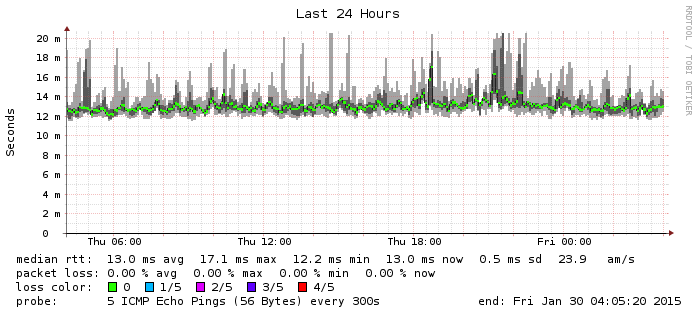 Last 24 Hours
RRDTOOL / TOBI OETIKER
Seconds
20 m
18 m
16 m
14 m
12 m
10 m
8 m
6 m
4 m
2 m
0
Thu 06:00 Thu 12:00 Thu 18:00 Fri 00:00
median rtt: 13.0 ms avg 17.1 ms max 12.2 ms min 13.0 ms now 0.5 ms sd 23.9 am/s
packet loss: 0.00 % avg 0.00 % max 0.00 % min 0.00 % now
loss color: 0 1/5 2/5 3/5 4/5
probe: 5 ICMP Echo Pings (56 Bytes) every 300s end: Fri Jan 30 04:05:20 2015